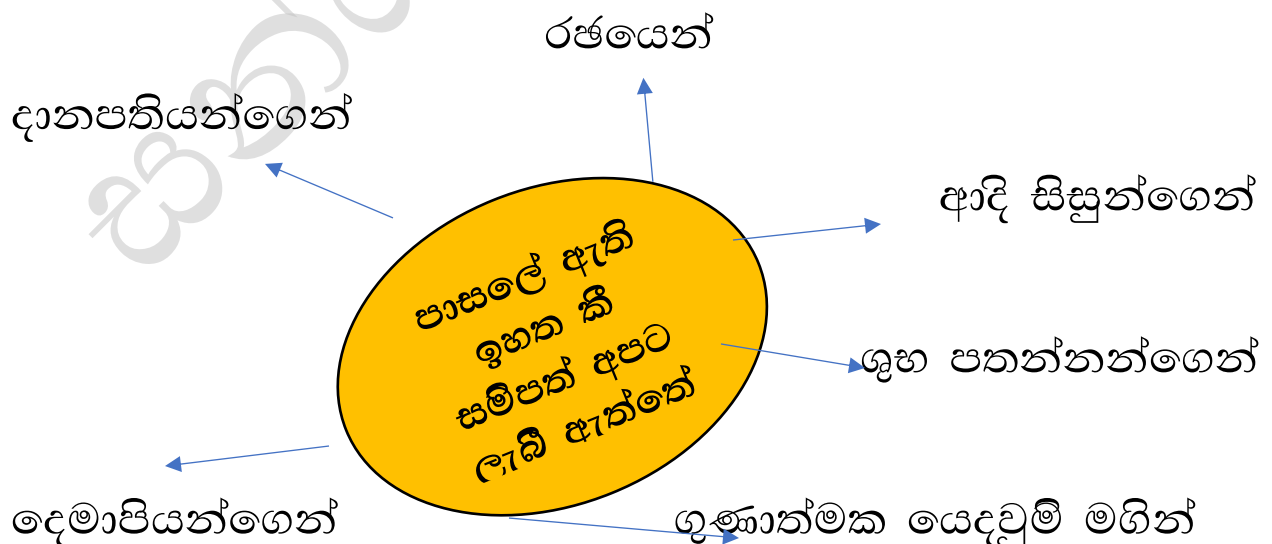 රජයෙන්
දානපතියන්ගෙන්
ආදි සිසුන්ගෙන්
පාසලේ ඇති
ඉහත කී
සම්පත් අපට
ලැබී ඇත්තේ
ශුභ පතන්නන්ගෙන්
දෙමාපියන්ගෙන්
ගුණාත්මක යෙදවුම් මගින්